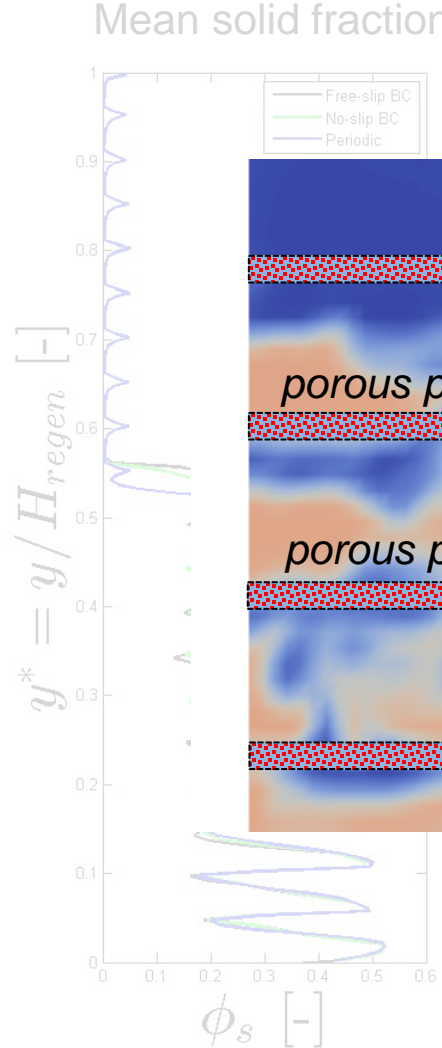 Mean solid fraction
1
Free-slip BC
No-slip BC
Periodic
0.9
0.8
0.7
porous p
0.6
y* = y/H_regen [-]
0.5
porous p
0.4
0.3
0.2
0.1
0
0 0.1 0.2 0.3 0.4 0.5 0.6
ϕ_s [-]